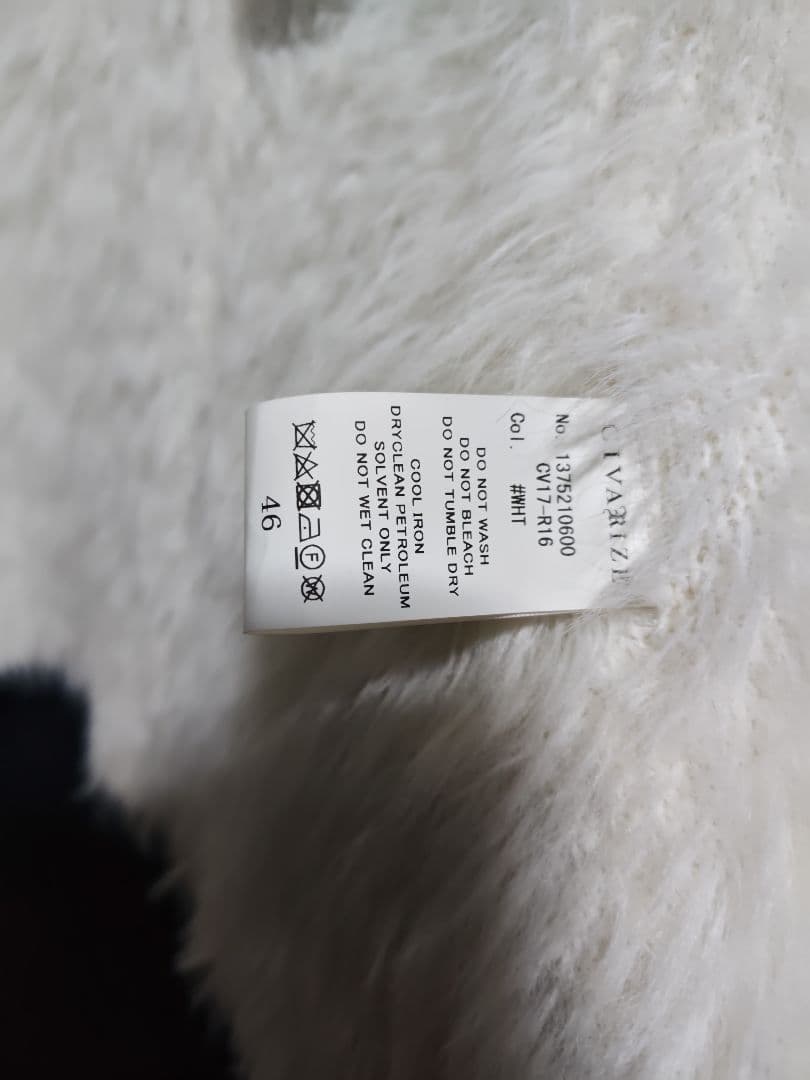 CIVARIZE
No. 1375210600
CV17-R16
Col. #WHT
DO NOT WASH
DO NOT BLEACH
DO NOT TUMBLE DRY
COOL IRON
DRYCLEAN PETROLEUM
SOLVENT ONLY
DO NOT WET CLEAN
F W
46